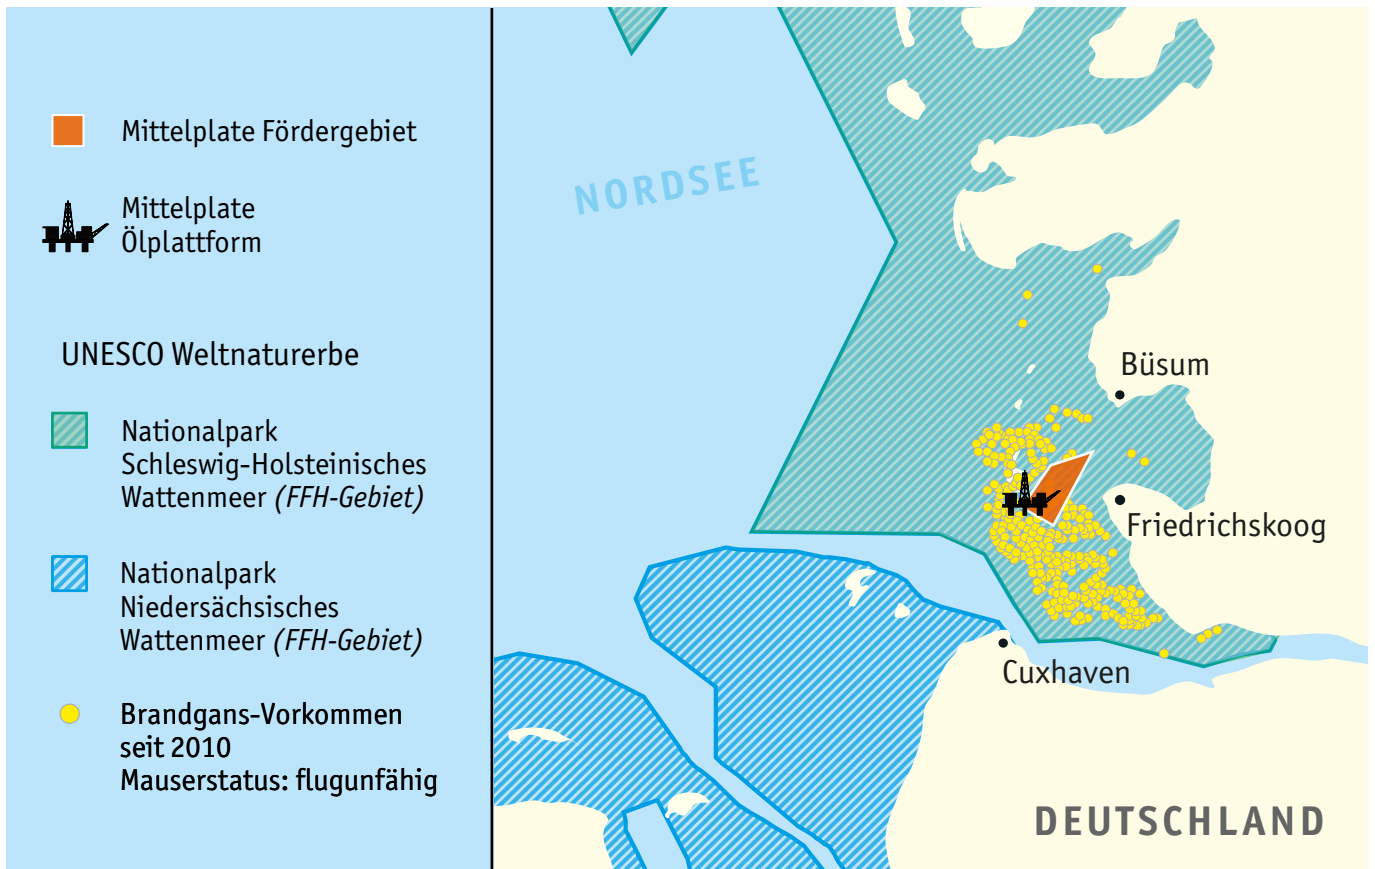 Mittelplate Fördergebiet
Mittelplate
Ölplattform
UNESCO Weltnaturerbe
Nationalpark
Schleswig-Holsteinisches
Wattenmeer (FFH-Gebiet)
Nationalpark
Niedersächsisches
Wattenmeer (FFH-Gebiet)
Brandgans-Vorkommen
seit 2010
Mauserstatus: flugunfähig
NORDSEE
Büsum
Friedrichskoog
Cuxhaven
DEUTSCHLAND